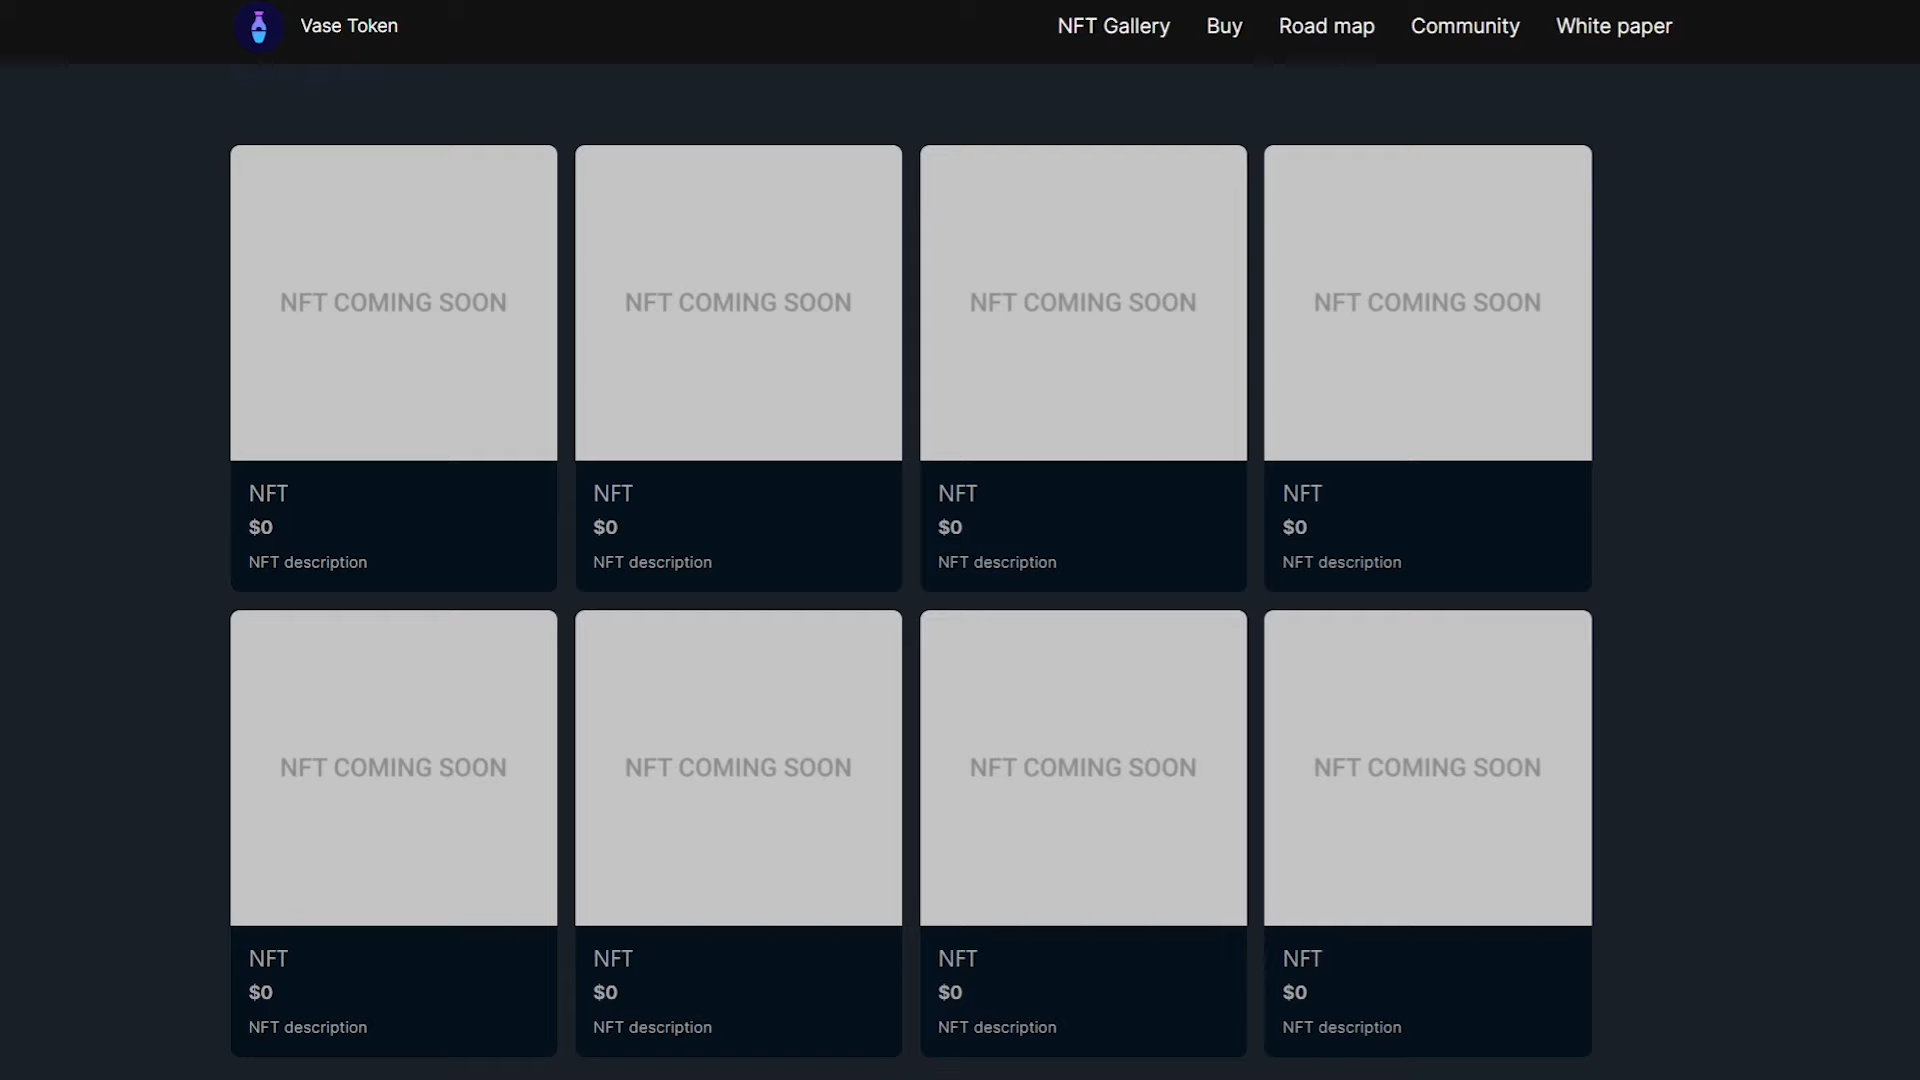 Vase Token
NFT Gallery Buy Road map Community White paper
NFT COMING SOON NFT COMING SOON NFT COMING SOON NFT COMING SOON
NFT NFT NFT NFT
$0 $0 $0 $0
NFT description NFT description NFT description NFT description
NFT COMING SOON NFT COMING SOON NFT COMING SOON NFT COMING SOON
NFT NFT NFT NFT
$0 $0 $0 $0
NFT description NFT description NFT description NFT description